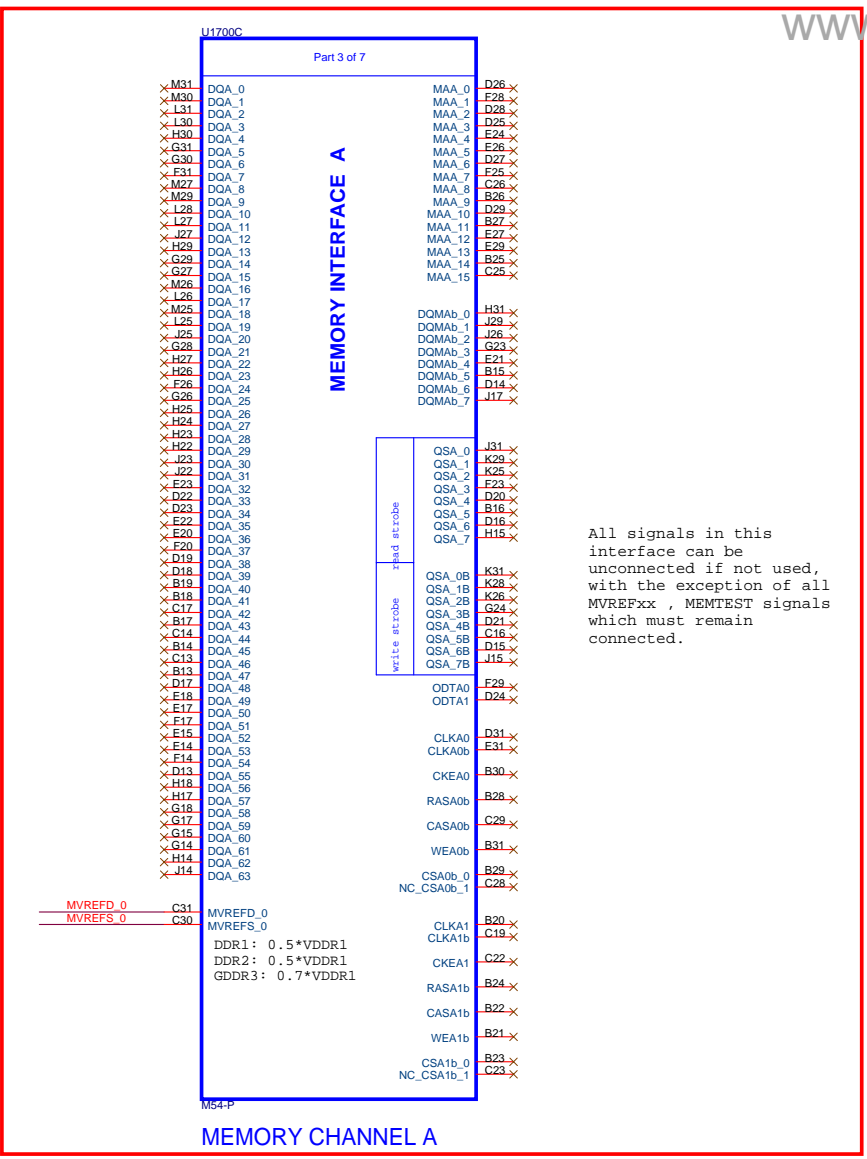 WWW
U1700C
Part 3 of 7
M31 DQA_0
M30 DQA_1
L31 DQA_2
L30 DQA_3
H30 DQA_4
G31 DQA_5
G30 DQA_6
F31 DQA_7
M27 DQA_8
M29 DQA_9
L28 DQA_10
L27 DQA_11
J27 DQA_12
H29 DQA_13
G29 DQA_14
G27 DQA_15
M26 DQA_16
L26 DQA_17
M25 DQA_18
L25 DQA_19
J25 DQA_20
G28 DQA_21
H27 DQA_22
H26 DQA_23
F26 DQA_24
G26 DQA_25
H25 DQA_26
H24 DQA_27
H23 DQA_28
H22 DQA_29
J23 DQA_30
J22 DQA_31
E23 DQA_32
D22 DQA_33
D23 DQA_34
E22 DQA_35
E20 DQA_36
F20 DQA_37
D19 DQA_38
D18 DQA_39
B19 DQA_40
B18 DQA_41
C17 DQA_42
B17 DQA_43
C14 DQA_44
B14 DQA_45
C13 DQA_46
B13 DQA_47
D17 DQA_48
E18 DQA_49
E17 DQA_50
F17 DQA_51
E15 DQA_52
E14 DQA_53
F14 DQA_54
D13 DQA_55
H18 DQA_56
H17 DQA_57
G18 DQA_58
G17 DQA_59
G15 DQA_60
G14 DQA_61
H14 DQA_62
J14 DQA_63
MVREFD_0 C31 MVREFD_0
MVREFS_0 C30 MVREFS_0
DDR1: 0.5*VDDR1
DDR2: 0.5*VDDR1
GDDR3: 0.7*VDDR1
MEMORY INTERFACE A
MAA_0 D26
MAA_1 F28
MAA_2 D28
MAA_3 D25
MAA_4 E24
MAA_5 E26
MAA_6 D27
MAA_7 F25
MAA_8 C26
MAA_9 B26
MAA_10 D29
MAA_11 B27
MAA_12 E27
MAA_13 E29
MAA_14 B25
MAA_15 C25
DQMAb_0 H31
DQMAb_1 J29
DQMAb_2 J26
DQMAb_3 G23
DQMAb_4 E21
DQMAb_5 B15
DQMAb_6 D14
DQMAb_7 J17
read strobe
QSA_0 J31
QSA_1 K29
QSA_2 K25
QSA_3 F23
QSA_4 D20
QSA_5 B16
QSA_6 D16
QSA_7 H15
write strobe
QSA_0B K31
QSA_1B K28
QSA_2B K26
QSA_3B G24
QSA_4B D21
QSA_5B C16
QSA_6B D15
QSA_7B J15
ODTA0 F29
ODTA1 D24
CLKA0 D31
CLKA0b E31
CKEA0 B30
RASA0b B28
CASA0b C29
WEA0b B31
CSA0b_0 B29
NC_CSA0b_1 C28
CLKA1 B20
CLKA1b C19
CKEA1 C22
RASA1b B24
CASA1b B22
WEA1b B21
CSA1b_0 B23
NC_CSA1b_1 C23
M54-P
MEMORY CHANNEL A
All signals in this
interface can be
unconnected if not used,
with the exception of all
MVREFxx , MEMTEST signals
which must remain
connected.